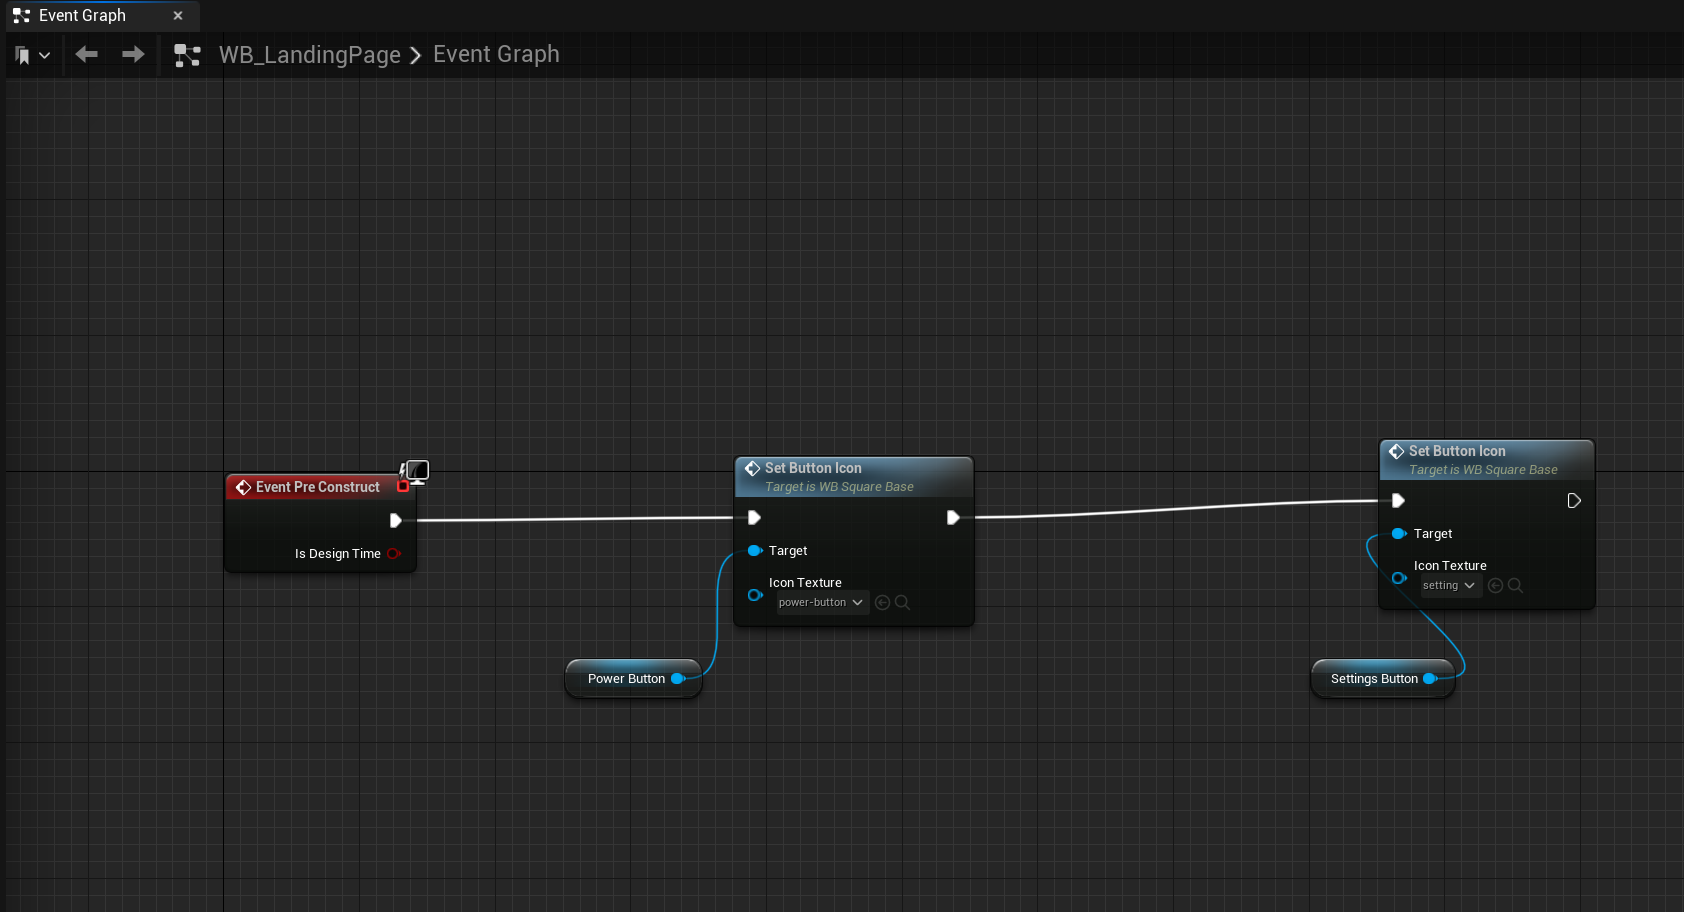 Event Graph
WB_LandingPage > Event Graph
Event Pre Construct
Is Design Time
Set Button Icon
Target is WB Square Base
Target
Icon Texture
power-button
Power Button
Set Button Icon
Target is WB Square Base
Target
Icon Texture
setting
Settings Button